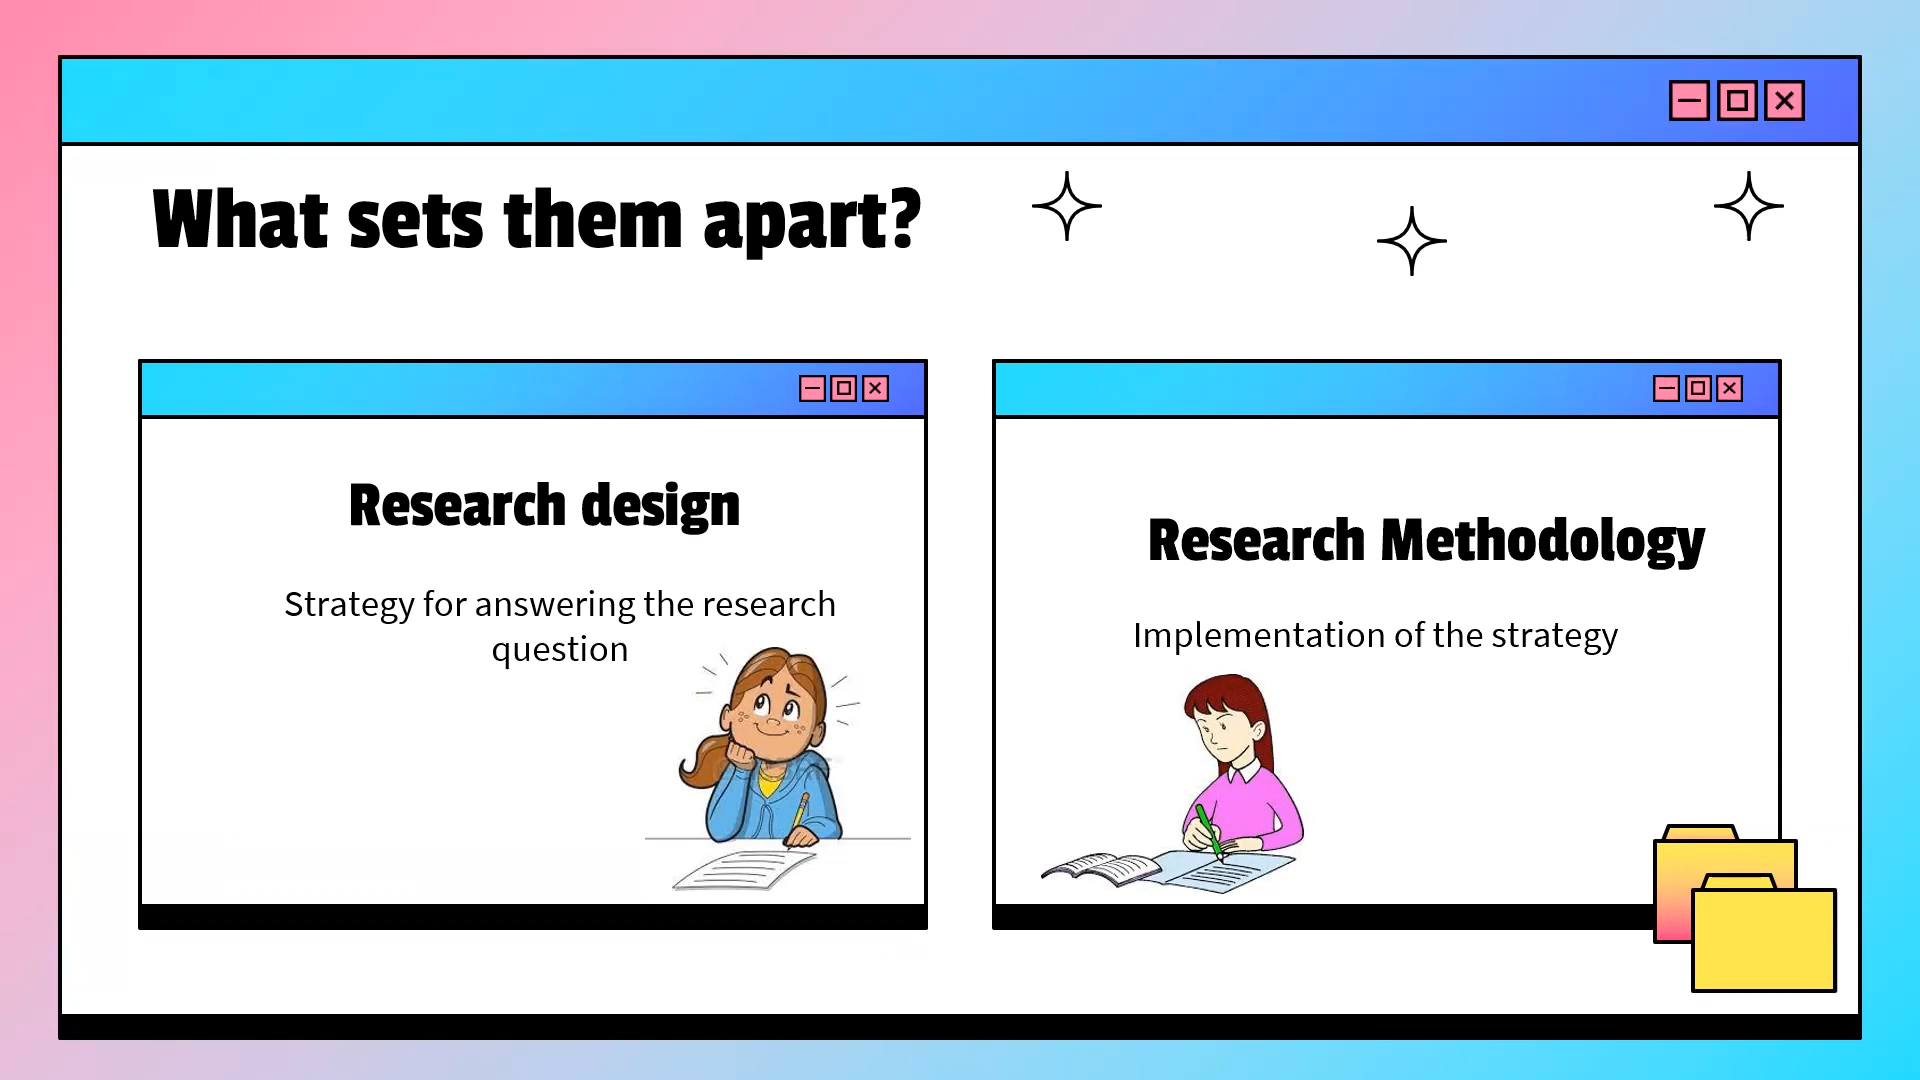 What sets them apart?
Research design
Strategy for answering the research
question
Research Methodology
Implementation of the strategy